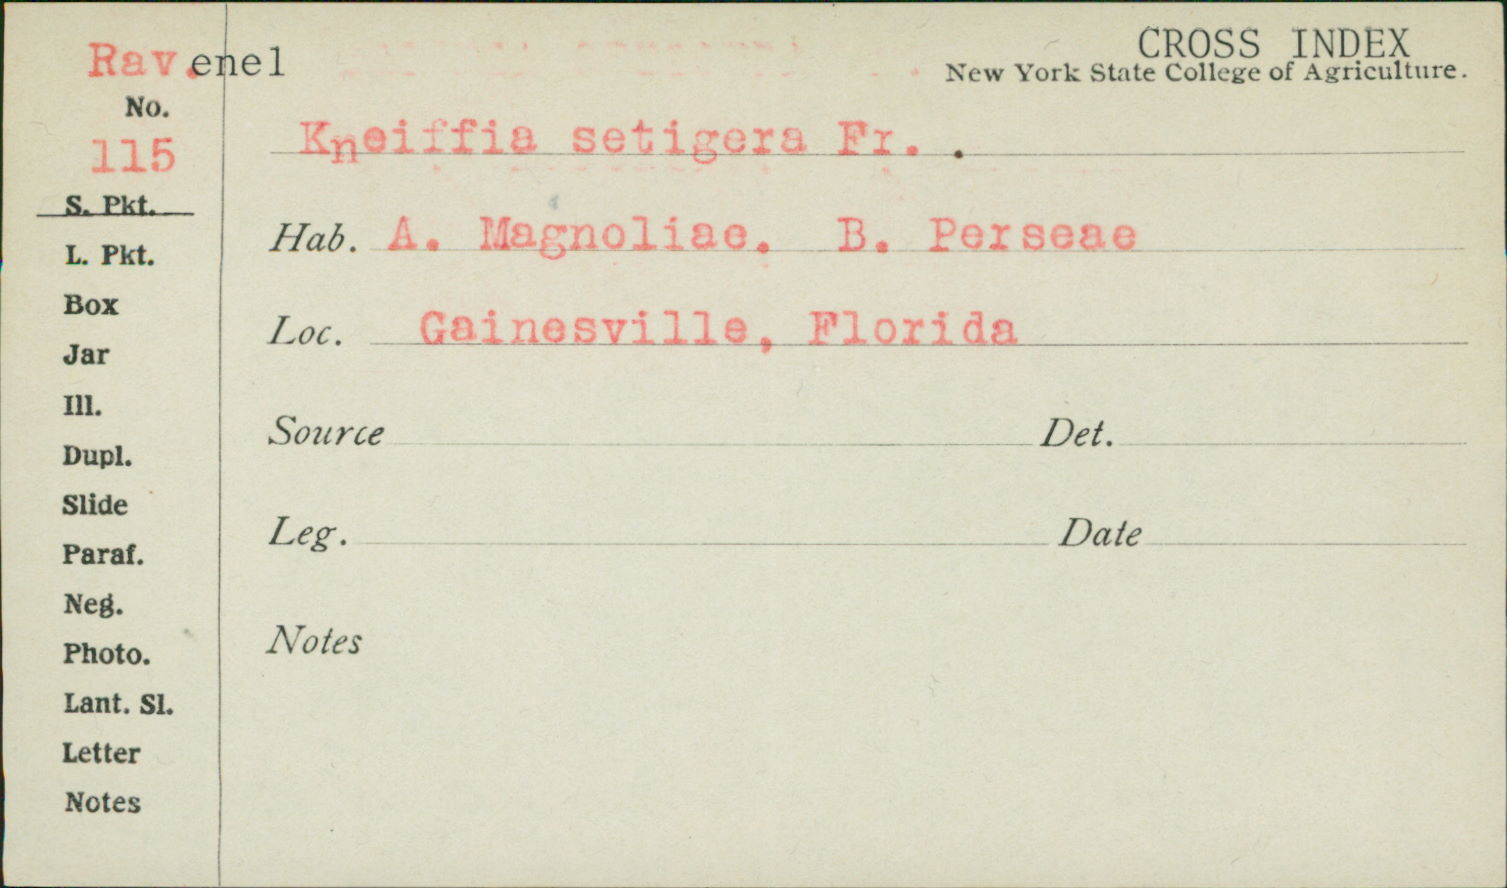 Rav.enel
CROSS INDEX
New York State College of Agriculture.
No.
115
Kneiffia setigera Fr. .
S. Pkt.
Hab. A. Magnoliae. B. Perseae
L. Pkt.
Box
Loc. Gainesville, Florida
Jar
Ill.
Source Det.
Dupl.
Slide
Leg. Date
Paraf.
Neg.
Notes
Photo.
Lant. Sl.
Letter
Notes